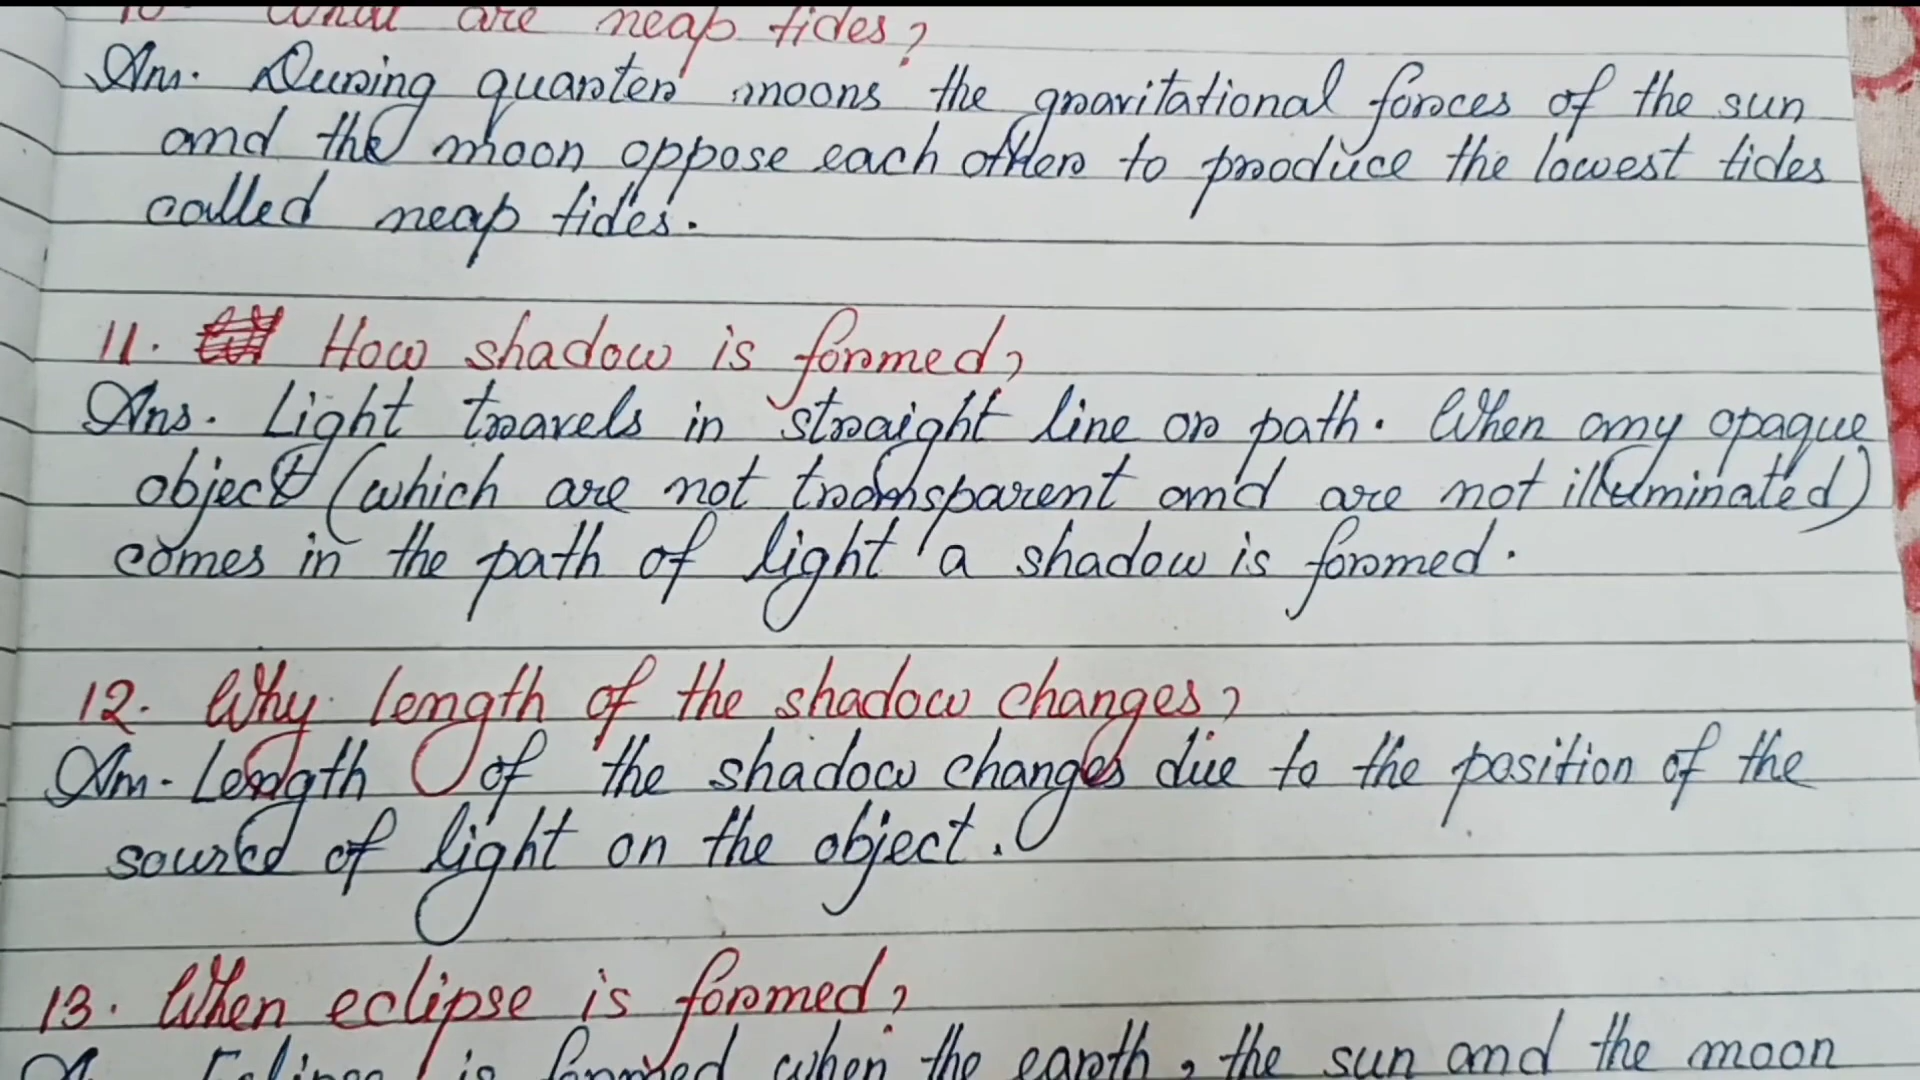 10 What are neap tides?
Ans. During quarter moons the gravitational forces of the sun
and the moon oppose each other to produce the lowest tides
called neap tides.
11. How shadow is formed?
Ans. Light travels in straight line or path. When any opaque
object (which are not transparent and are not illuminated)
comes in the path of light a shadow is formed.
12. Why length of the shadow changes?
Ans- Length of the shadow changes due to the position of the
source of light on the object.
13. When eclipse is formed?
Eclipse is formed when the earth, the sun and the moon